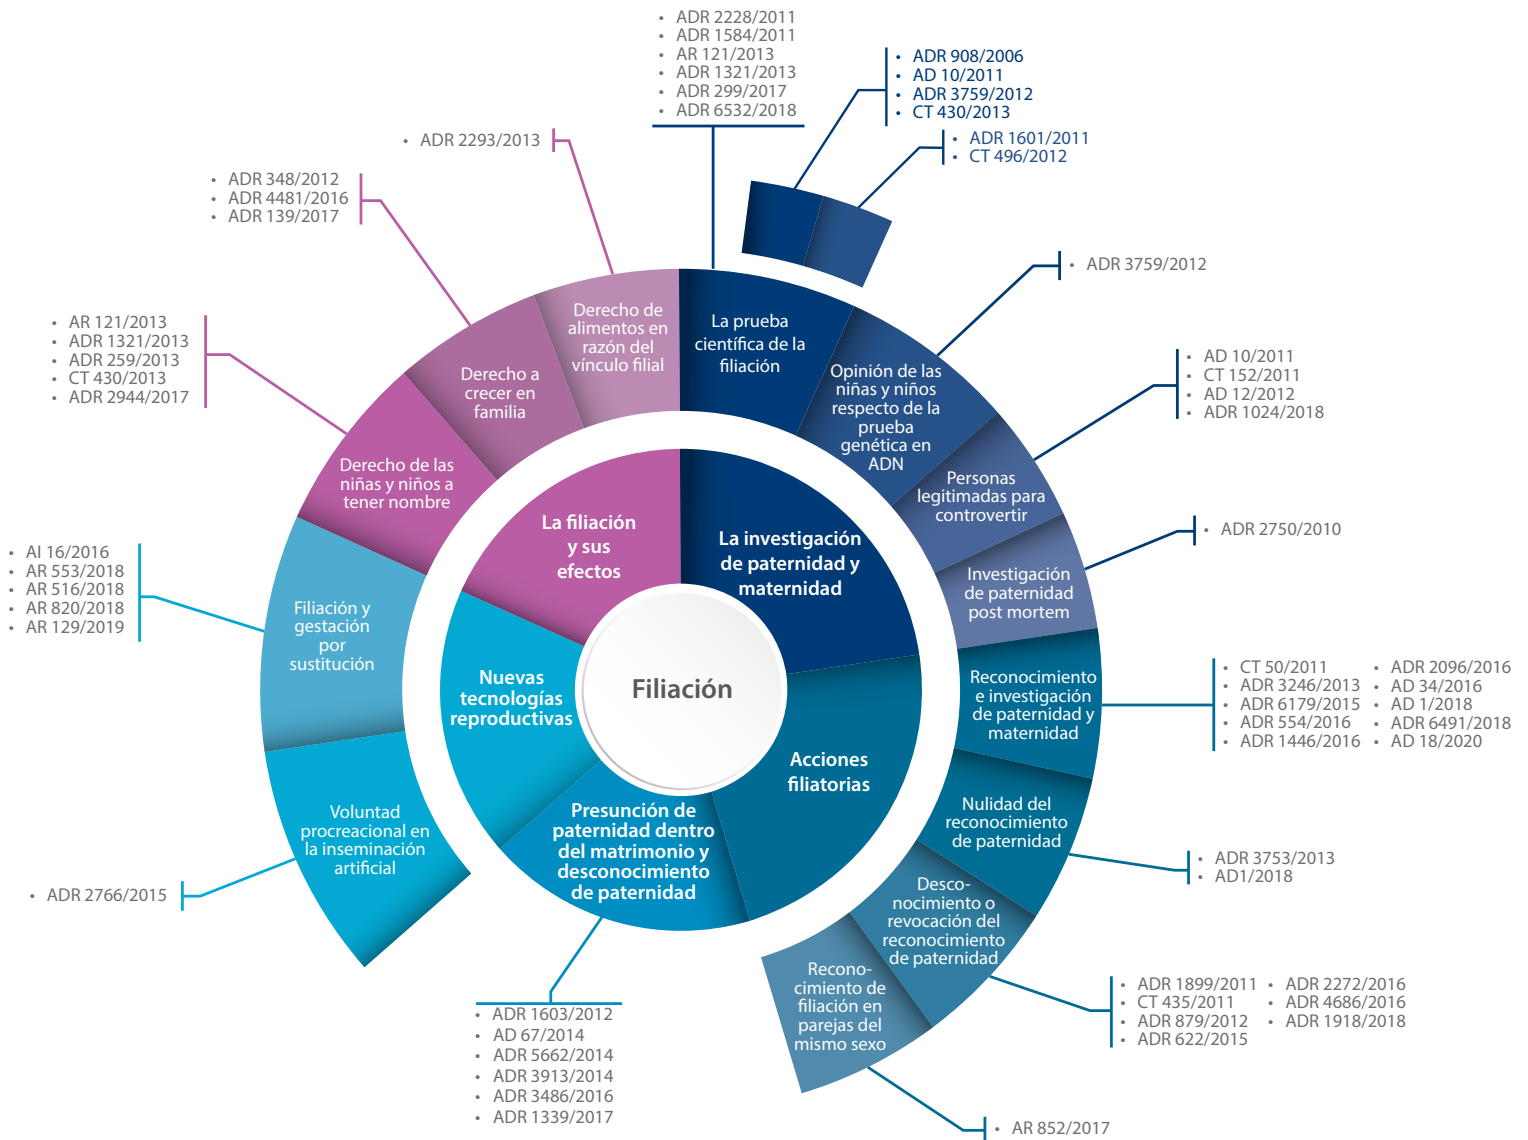 • ADR 2228/2011
• ADR 1584/2011
• AR 121/2013
• ADR 1321/2013
• ADR 299/2017
• ADR 6532/2018
• ADR 908/2006
• AD 10/2011
• ADR 3759/2012
• CT 430/2013
• ADR 1601/2011
• CT 496/2012
• ADR 2293/2013
• ADR 348/2012
• ADR 4481/2016
• ADR 139/2017
• ADR 3759/2012
• AR 121/2013
• ADR 1321/2013
• ADR 259/2013
• CT 430/2013
• ADR 2944/2017
• AD 10/2011
• CT 152/2011
• AD 12/2012
• ADR 1024/2018
Derecho de
alimentos en
razón del
vínculo filial
La prueba
científica de la
filiación
Derecho a
crecer en
familia
Opinión de las
niñas y niños
respecto de la
prueba
genética en
ADN
Derecho de las
niñas y niños a
tener nombre
Personas
legitimadas para
controvertir
• AI 16/2016
• AR 553/2018
• AR 516/2018
• AR 820/2018
• AR 129/2019
• ADR 2750/2010
La filiación
y sus
efectos
La investigación
de paternidad y
maternidad
Investigación
de paternidad
post mortem
Filiación y
gestación
por
sustitución
Nuevas
tecnologías
reproductivas
Filiación
Reconocimiento
e investigación
de paternidad y
maternidad
• CT 50/2011
• ADR 3246/2013
• ADR 6179/2015
• ADR 554/2016
• ADR 1446/2016
• ADR 2096/2016
• AD 34/2016
• AD 1/2018
• ADR 6491/2018
• AD 18/2020
Acciones
filiatorias
Presunción de
paternidad dentro
del matrimonio y
desconocimiento
de paternidad
Voluntad
procreacional en
la inseminación
artificial
Nulidad del
reconocimiento
de paternidad
• ADR 3753/2013
• AD1/2018
• ADR 2766/2015
Desco-
nocimiento o
revocación del
reconocimiento
de paternidad
Recono-
cimiento de
filiación en
parejas del
mismo sexo
• ADR 1899/2011
• CT 435/2011
• ADR 879/2012
• ADR 622/2015
• ADR 2272/2016
• ADR 4686/2016
• ADR 1918/2018
• ADR 1603/2012
• AD 67/2014
• ADR 5662/2014
• ADR 3913/2014
• ADR 3486/2016
• ADR 1339/2017
• AR 852/2017